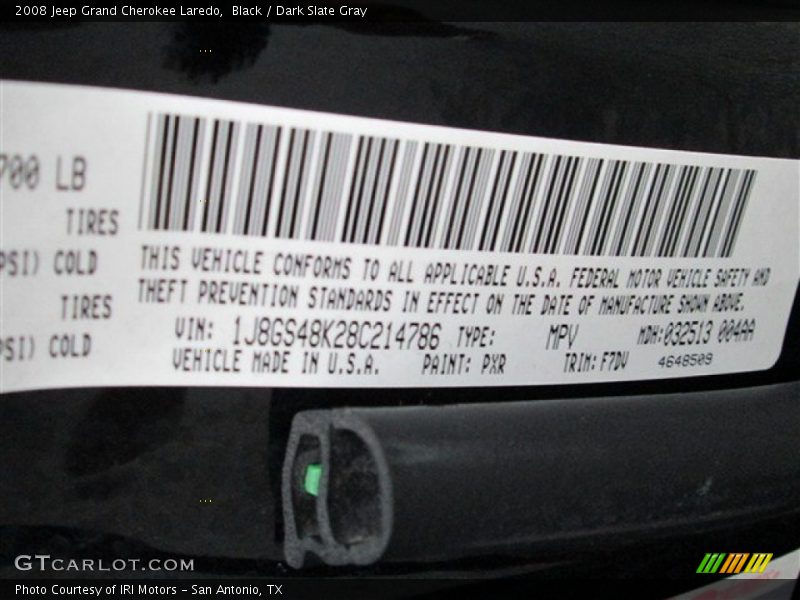 2008 Jeep Grand Cherokee Laredo,  Black / Dark Slate Gray
700 LB
TIRES
PSI) COLD
TIRES
PSI) COLD
THIS VEHICLE CONFORMS TO ALL APPLICABLE U.S.A. FEDERAL MOTOR VEHICLE SAFETY AND
THEFT PREVENTION STANDARDS IN EFFECT ON THE DATE OF MANUFACTURE SHOWN ABOVE.
VIN: 1J8GS48K28C214786 TYPE: MPV MDH:032513 004AA
VEHICLE MADE IN U.S.A. PAINT: PXR TRIM: F7DV 4648509
GTCARLOT.COM
Photo Courtesy of IRI Motors - San Antonio, TX